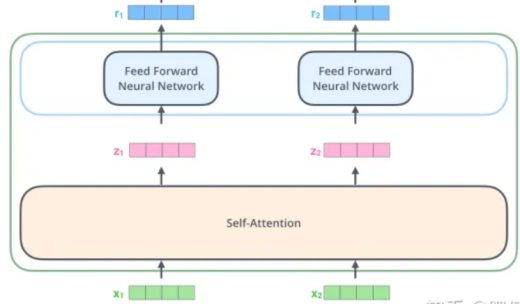 r₁ r₂
Feed Forward
Neural Network
Feed Forward
Neural Network
z₁ z₂
Self-Attention
x₁ x₂